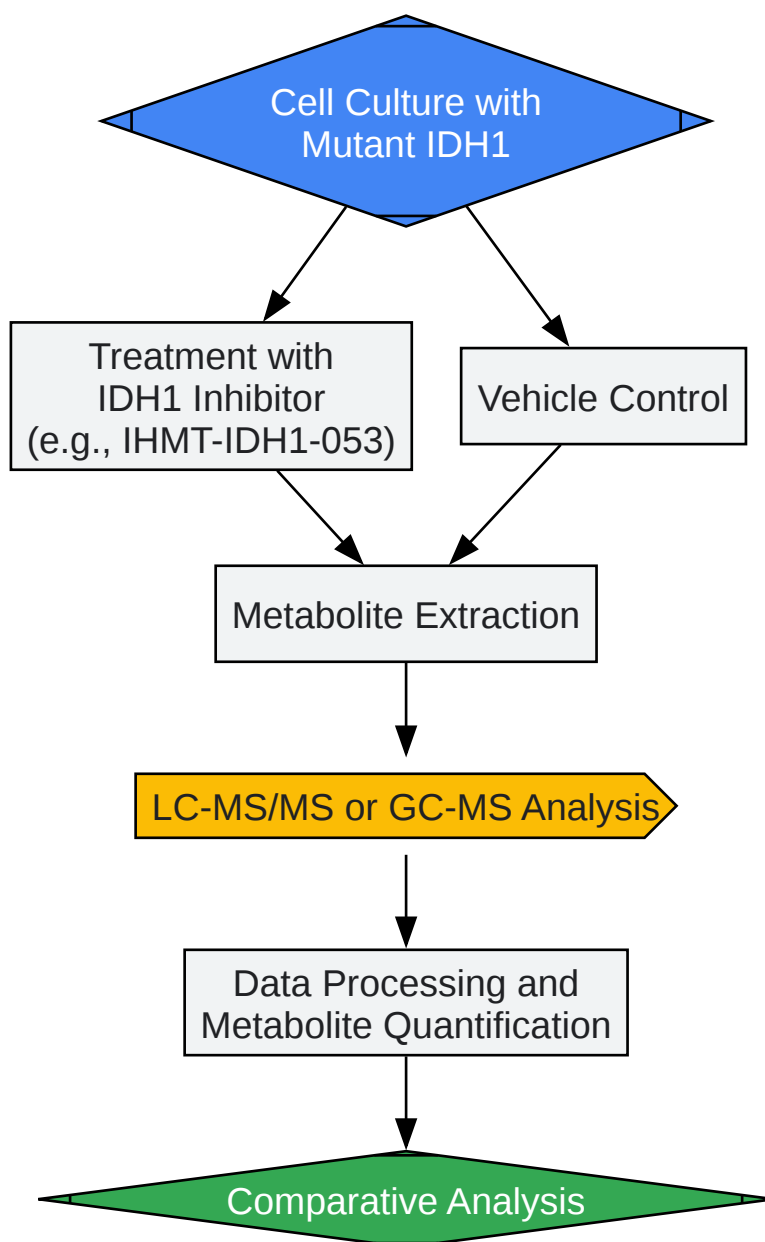 Cell Culture with
Mutant IDH1
Treatment with
IDH1 Inhibitor
(e.g., IHMT-IDH1-053)
Vehicle Control
Metabolite Extraction
LC-MS/MS or GC-MS Analysis
Data Processing and
Metabolite Quantification
Comparative Analysis